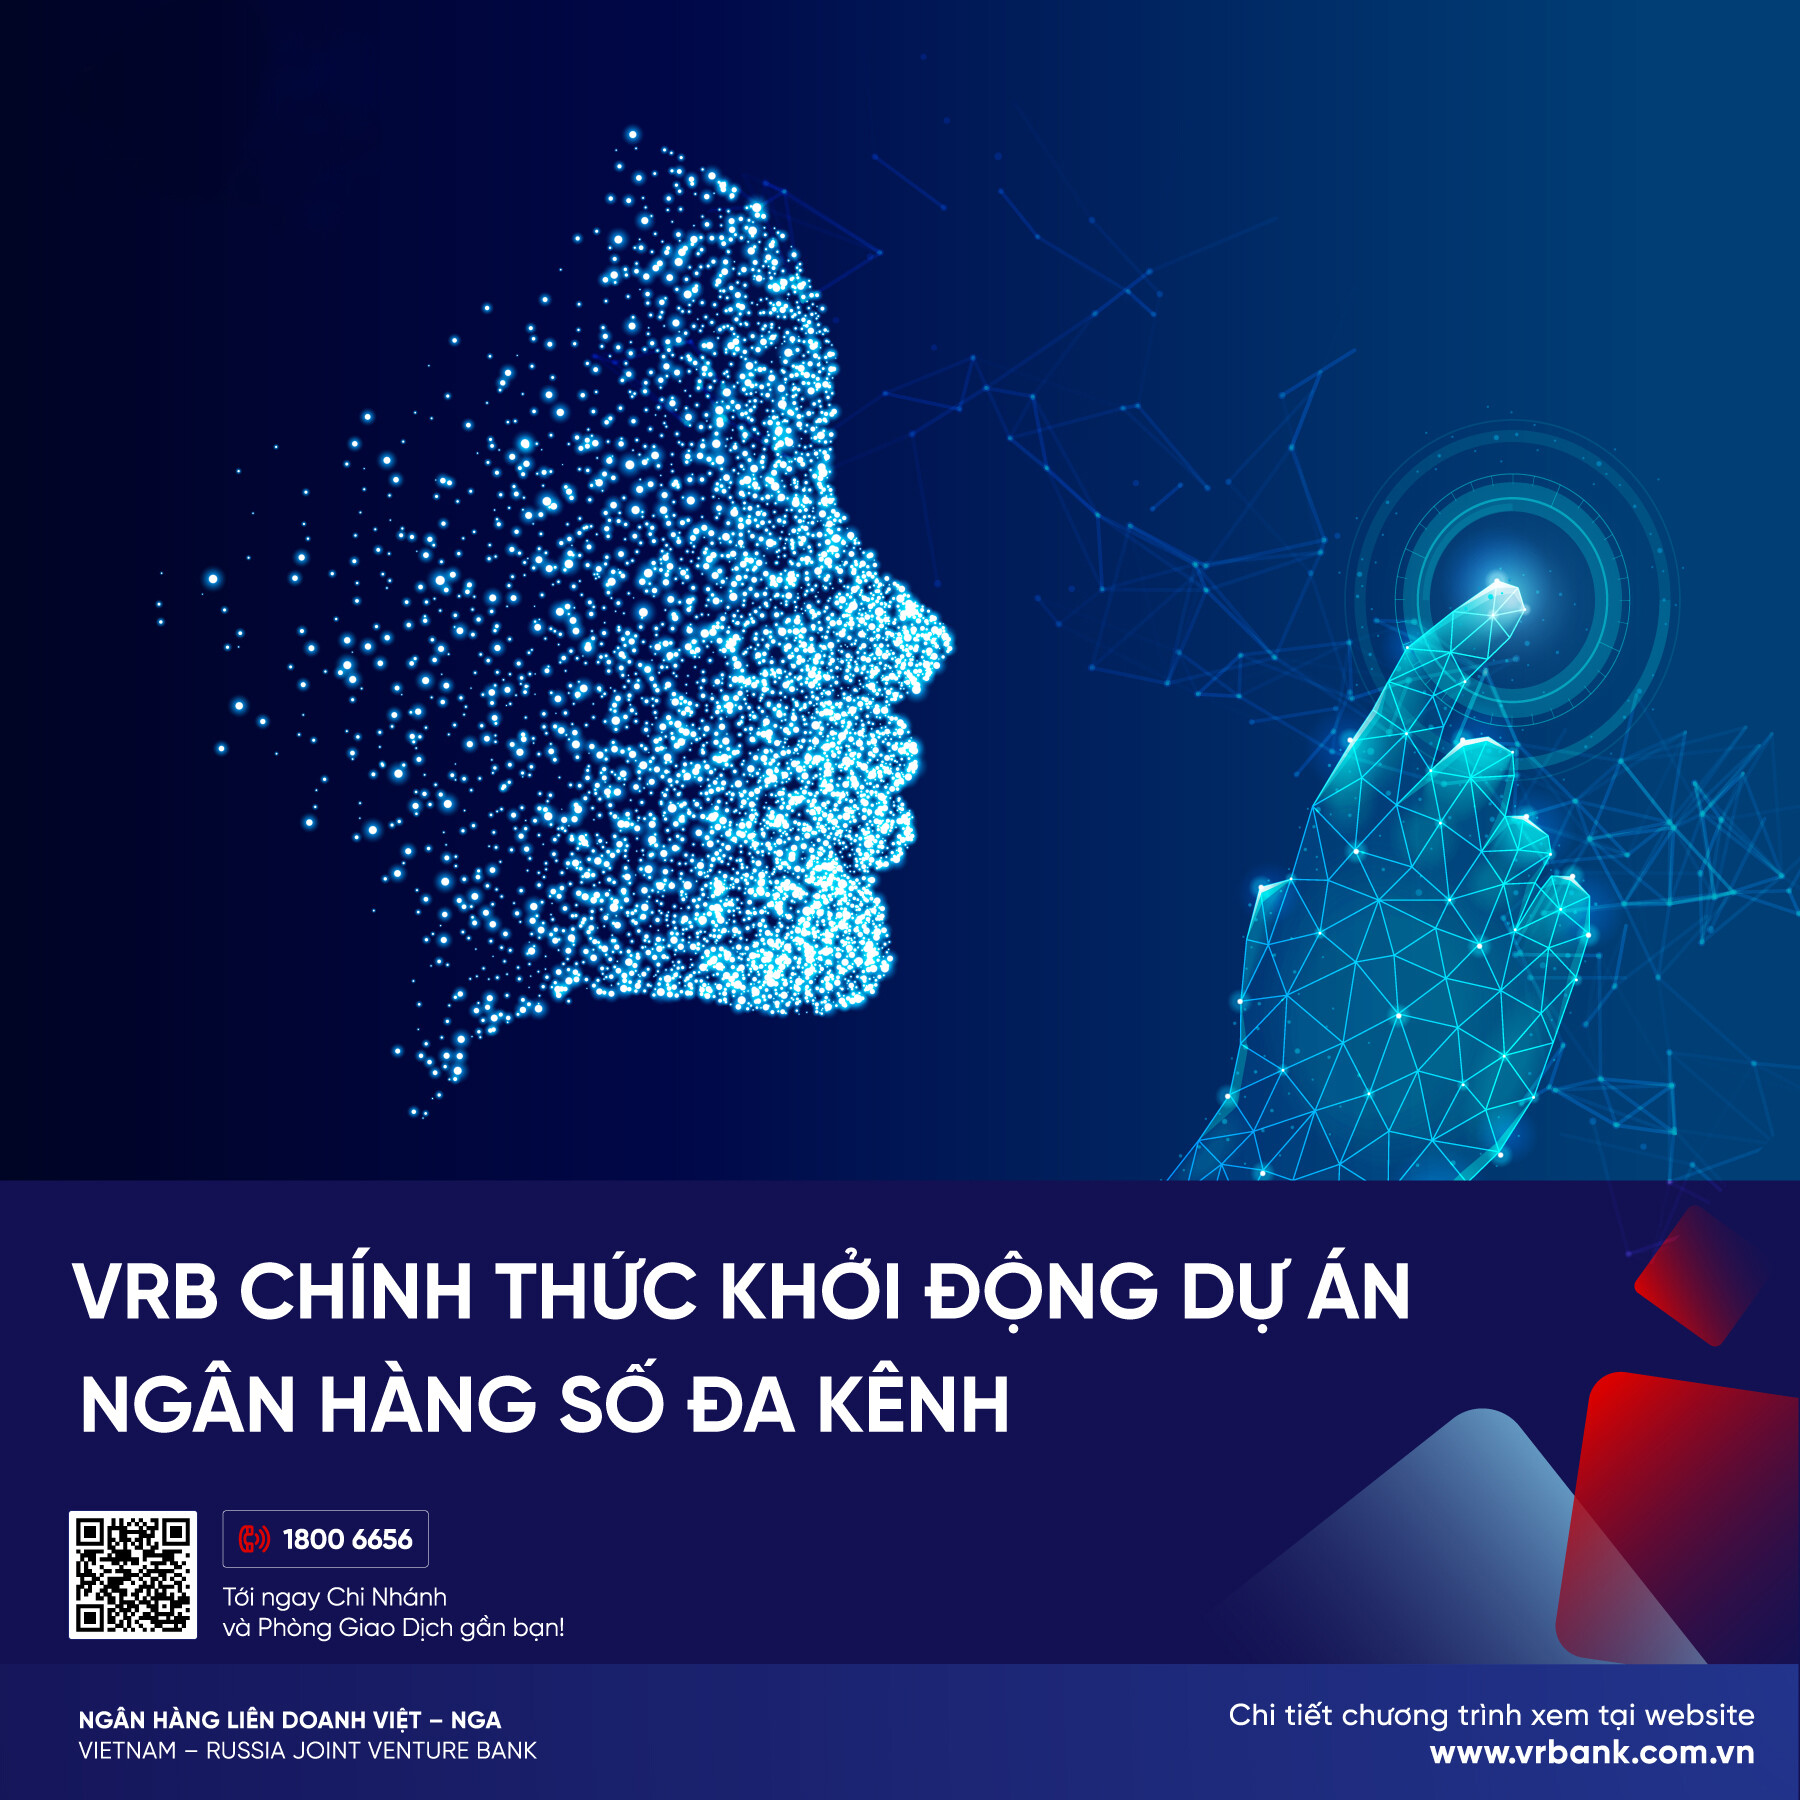 VRB CHÍNH THỨC KHỞI ĐỘNG DỰ ÁN
NGÂN HÀNG SỐ ĐA KÊNH
1800 6656
Tới ngay Chi Nhánh
và Phòng Giao Dịch gần bạn!
NGÂN HÀNG LIÊN DOANH VIỆT – NGA
VIETNAM – RUSSIA JOINT VENTURE BANK
Chi tiết chương trình xem tại website
www.vrbank.com.vn